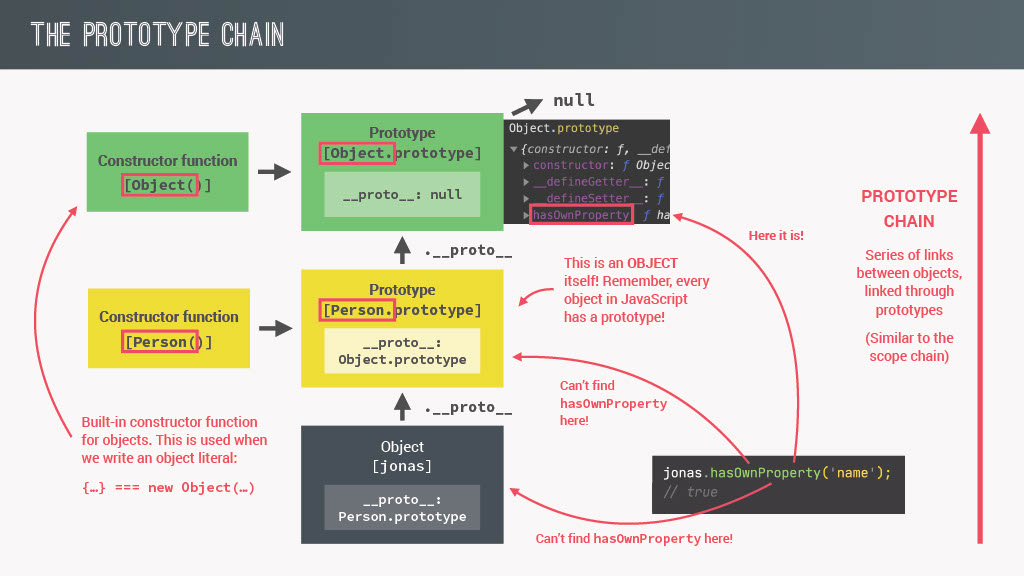 THE PROTOTYPE CHAIN
null
Constructor function
[Object()]
Prototype
[Object.prototype]
__proto__: null
Object.prototype
▼{constructor: ƒ, __def
▶constructor: ƒ Objec
▶__defineGetter__: ƒ
▶__defineSetter__: ƒ
▶hasOwnProperty: ƒ ha
Here it is!
.__proto__
Constructor function
[Person()]
Prototype
[Person.prototype]
__proto__:
Object.prototype
This is an OBJECT
itself! Remember, every
object in JavaScript
has a prototype!
.__proto__
Can't find
hasOwnProperty
here!
Built-in constructor function
for objects. This is used when
we write an object literal:
{…} === new Object(…)
Object
[jonas]
__proto__:
Person.prototype
jonas.hasOwnProperty('name');
// true
Can't find hasOwnProperty here!
PROTOTYPE
CHAIN
Series of links
between objects,
linked through
prototypes
(Similar to the
scope chain)